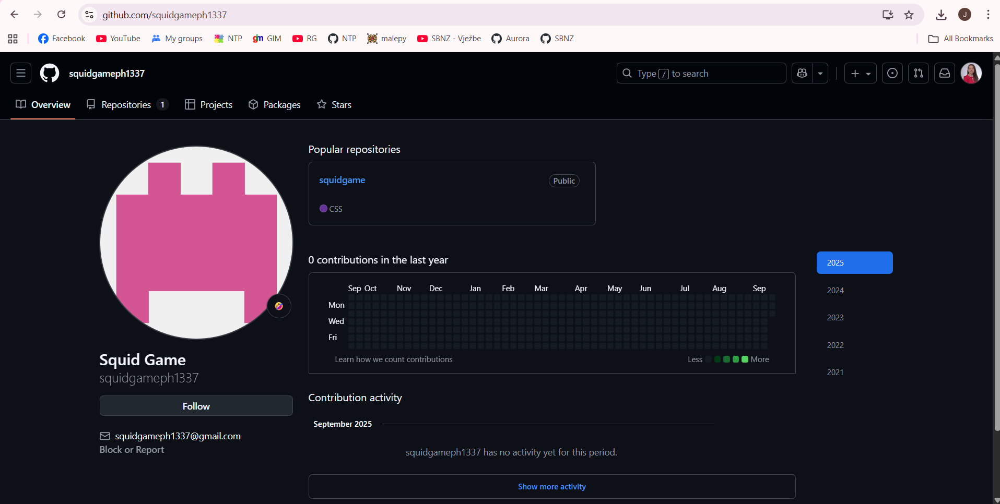 github.com/squidgameph1337
J
Facebook YouTube My groups NTP gm GIM RG NTP malepy SBNZ - Vježbe Aurora SBNZ All Bookmarks
squidgameph1337
Type / to search
Overview Repositories 1 Projects Packages Stars
Popular repositories
squidgame Public
CSS
0 contributions in the last year
2025
2024
2023
2022
2021
Sep Oct Nov Dec Jan Feb Mar Apr May Jun Jul Aug Sep
Mon
Wed
Fri
Learn how we count contributions Less More
Squid Game
squidgameph1337
Follow
squidgameph1337@gmail.com
Block or Report
Contribution activity
September 2025
squidgameph1337 has no activity yet for this period.
Show more activity